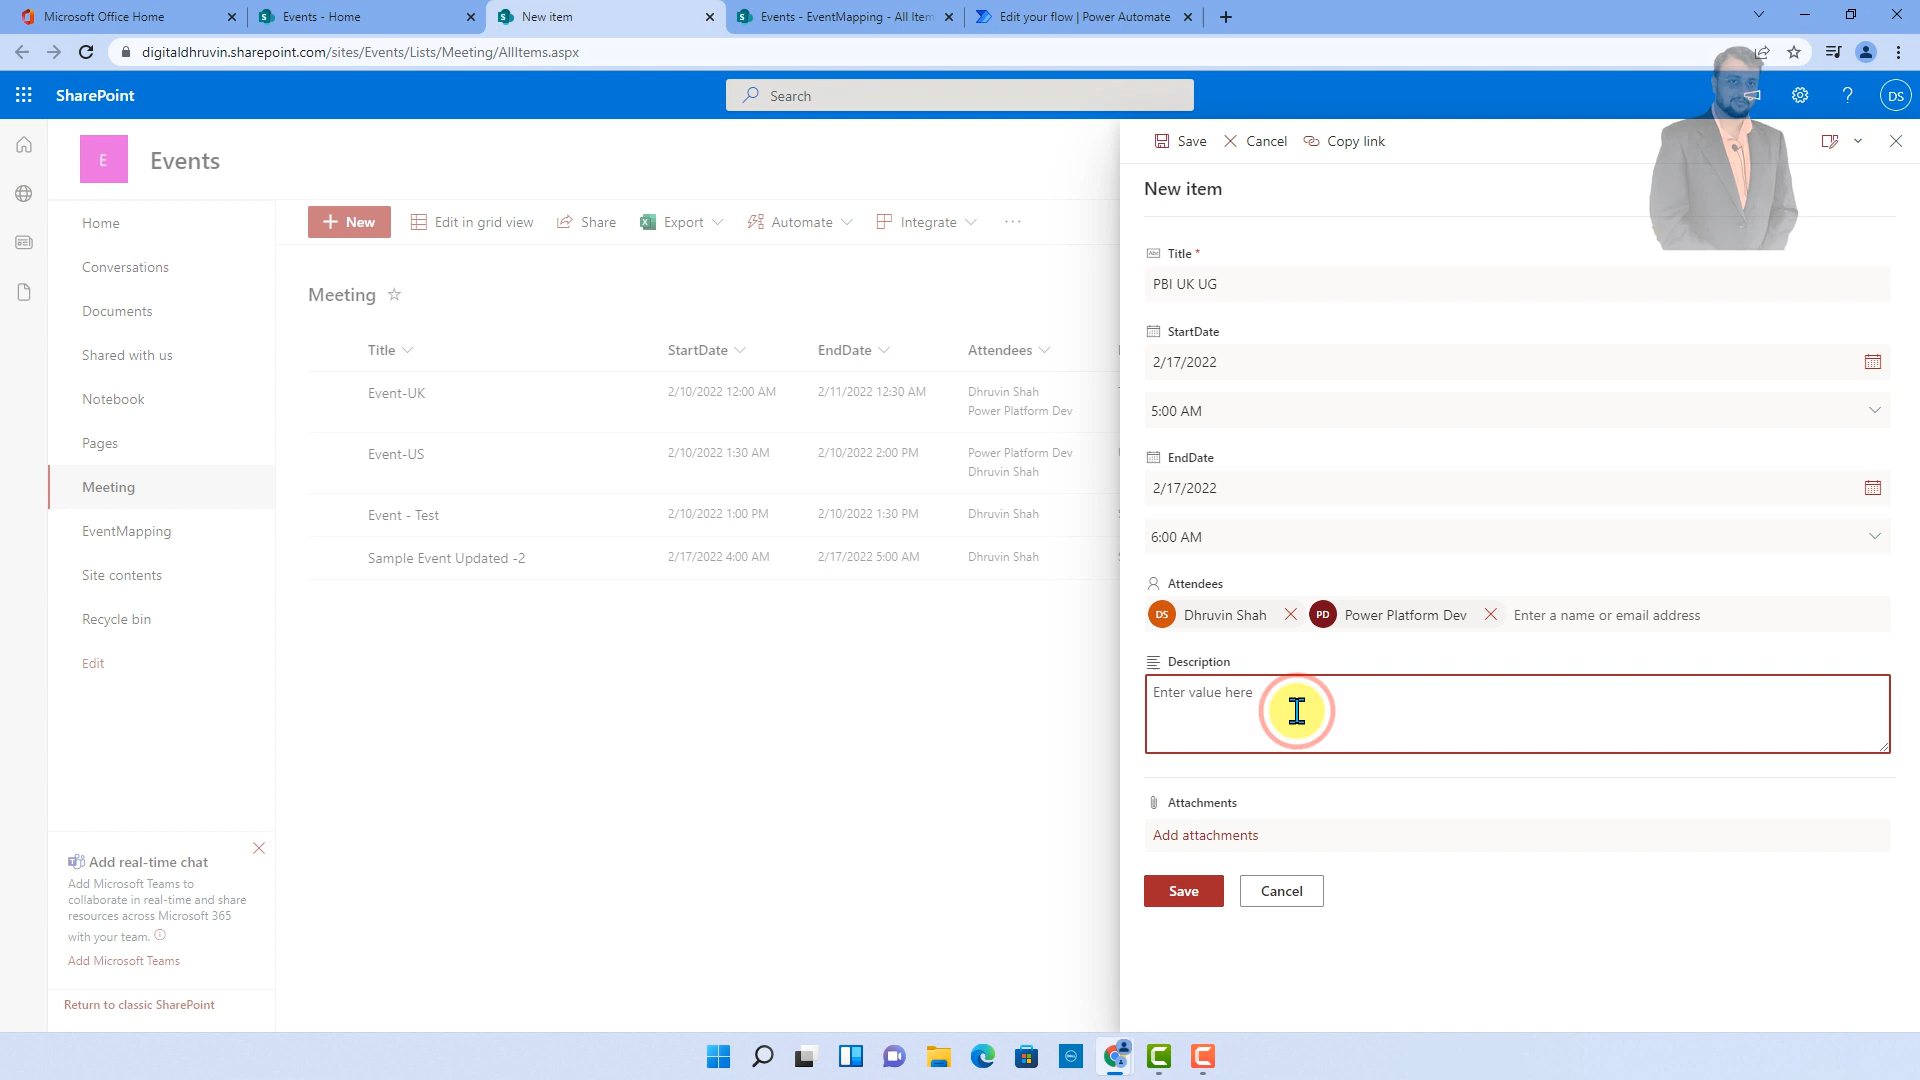 Microsoft Office Home
Events - Home
New item
Events - EventMapping - All Item
Edit your flow | Power Automate
digitaldhruvin.sharepoint.com/sites/Events/Lists/Meeting/AllItems.aspx
SharePoint
Search
DS
E
Events
Save
Cancel
Copy link
New item
Home
Conversations
Documents
Shared with us
Notebook
Pages
Meeting
EventMapping
Site contents
Recycle bin
Edit
New
Edit in grid view
Share
Export
Automate
Integrate
Meeting
Title StartDate EndDate Attendees
Event-UK 2/10/2022 12:00 AM 2/11/2022 12:30 AM Dhruvin Shah
Power Platform Dev
Event-US 2/10/2022 1:30 AM 2/10/2022 2:00 PM Power Platform Dev
Dhruvin Shah
Event - Test 2/10/2022 1:00 PM 2/10/2022 1:30 PM Dhruvin Shah
Sample Event Updated -2 2/17/2022 4:00 AM 2/17/2022 5:00 AM Dhruvin Shah
Title *
PBI UK UG
StartDate
2/17/2022
5:00 AM
EndDate
2/17/2022
6:00 AM
Attendees
DS Dhruvin Shah PD Power Platform Dev Enter a name or email address
Description
Enter value here
Attachments
Add attachments
Save
Cancel
Add real-time chat
Add Microsoft Teams to
collaborate in real-time and share
resources across Microsoft 365
with your team.
Add Microsoft Teams
Return to classic SharePoint